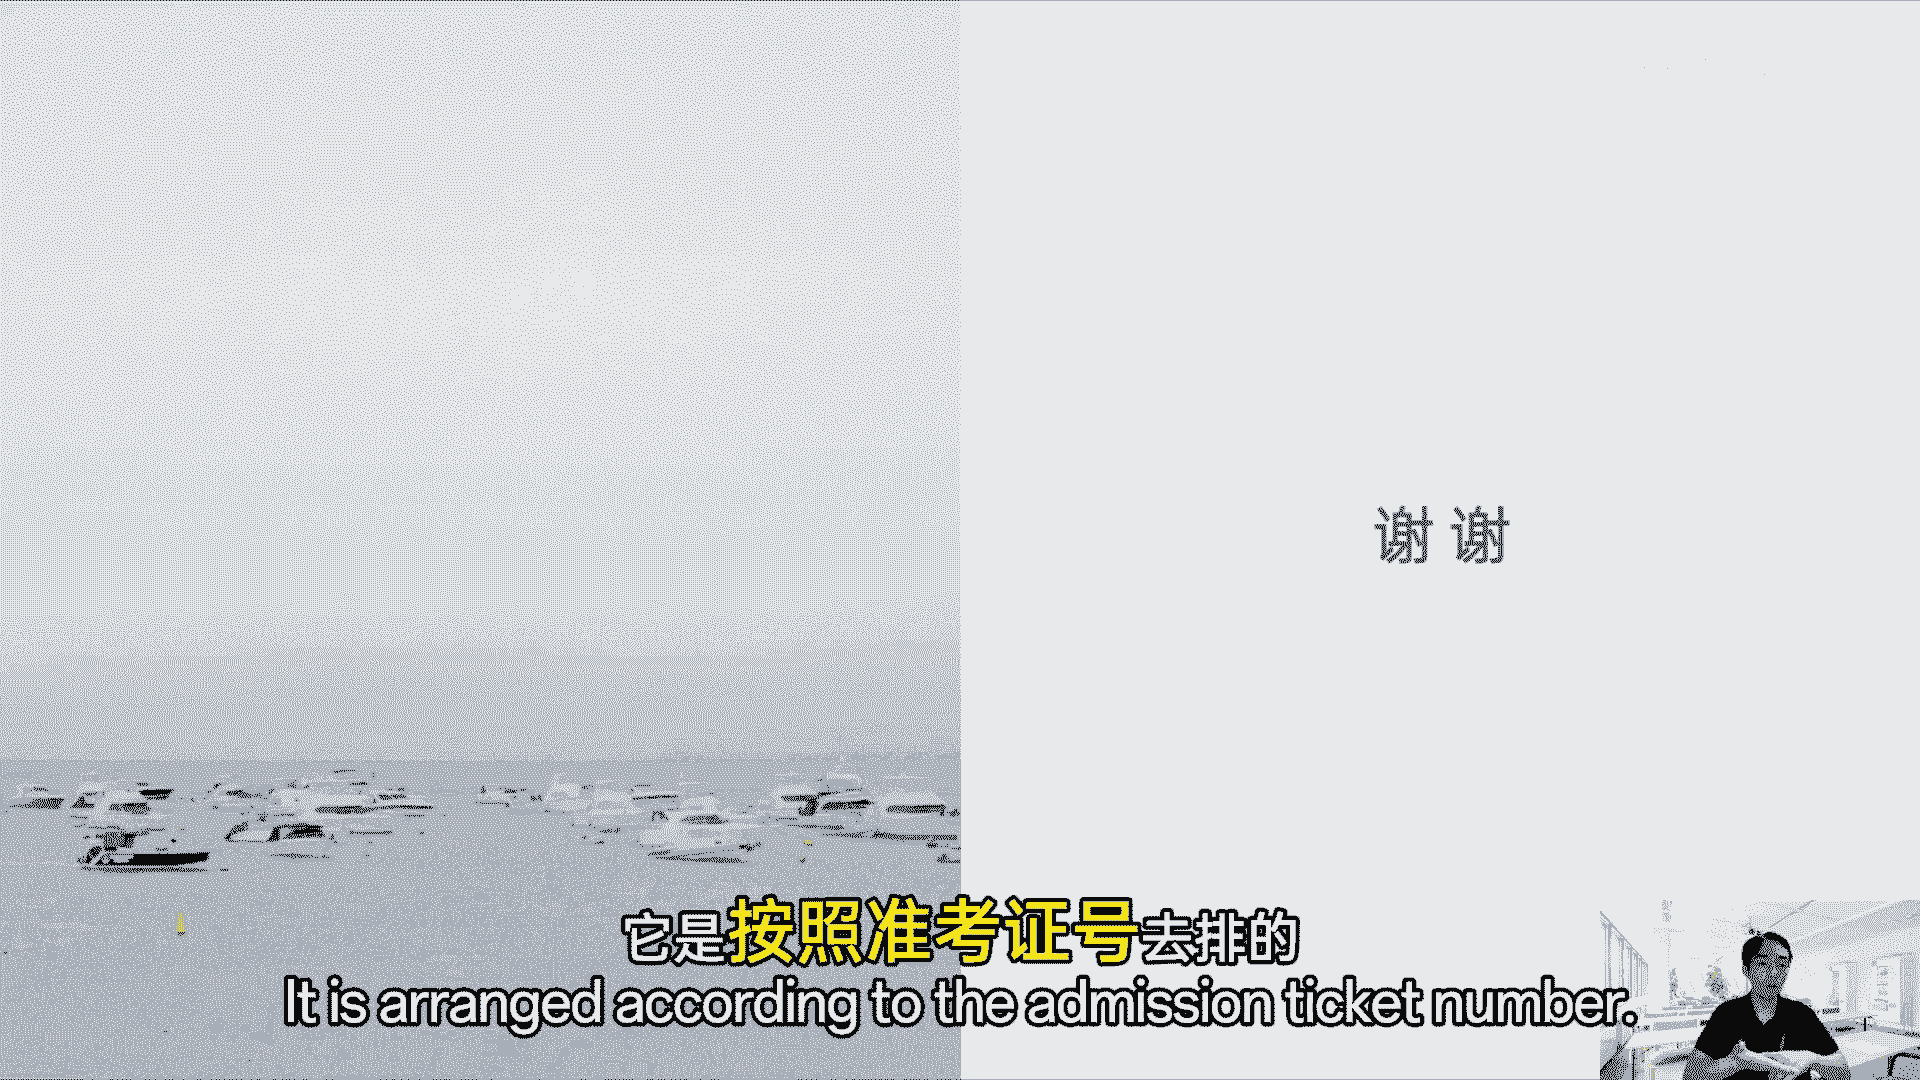 谢 谢
它是按照准考证号去排的
It is arranged according to the admission ticket number.